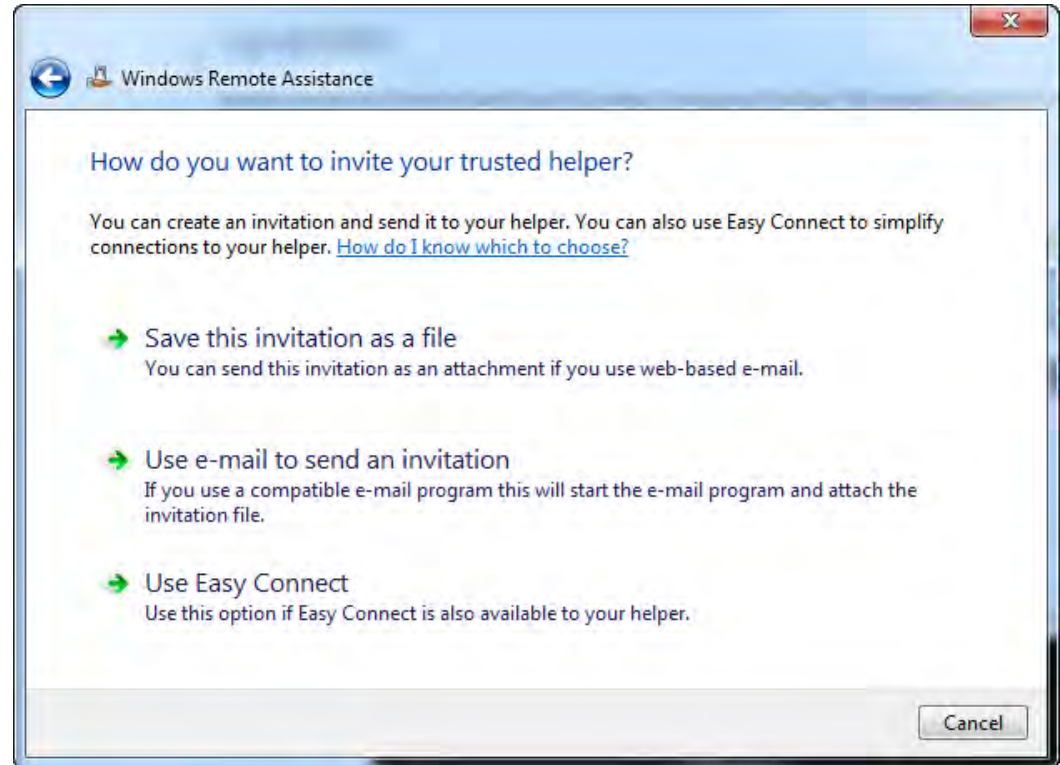 Windows Remote Assistance
How do you want to invite your trusted helper?
You can create an invitation and send it to your helper. You can also use Easy Connect to simplify
connections to your helper. How do I know which to choose?
Save this invitation as a file
You can send this invitation as an attachment if you use web-based e-mail.
Use e-mail to send an invitation
If you use a compatible e-mail program this will start the e-mail program and attach the
invitation file.
Use Easy Connect
Use this option if Easy Connect is also available to your helper.
Cancel